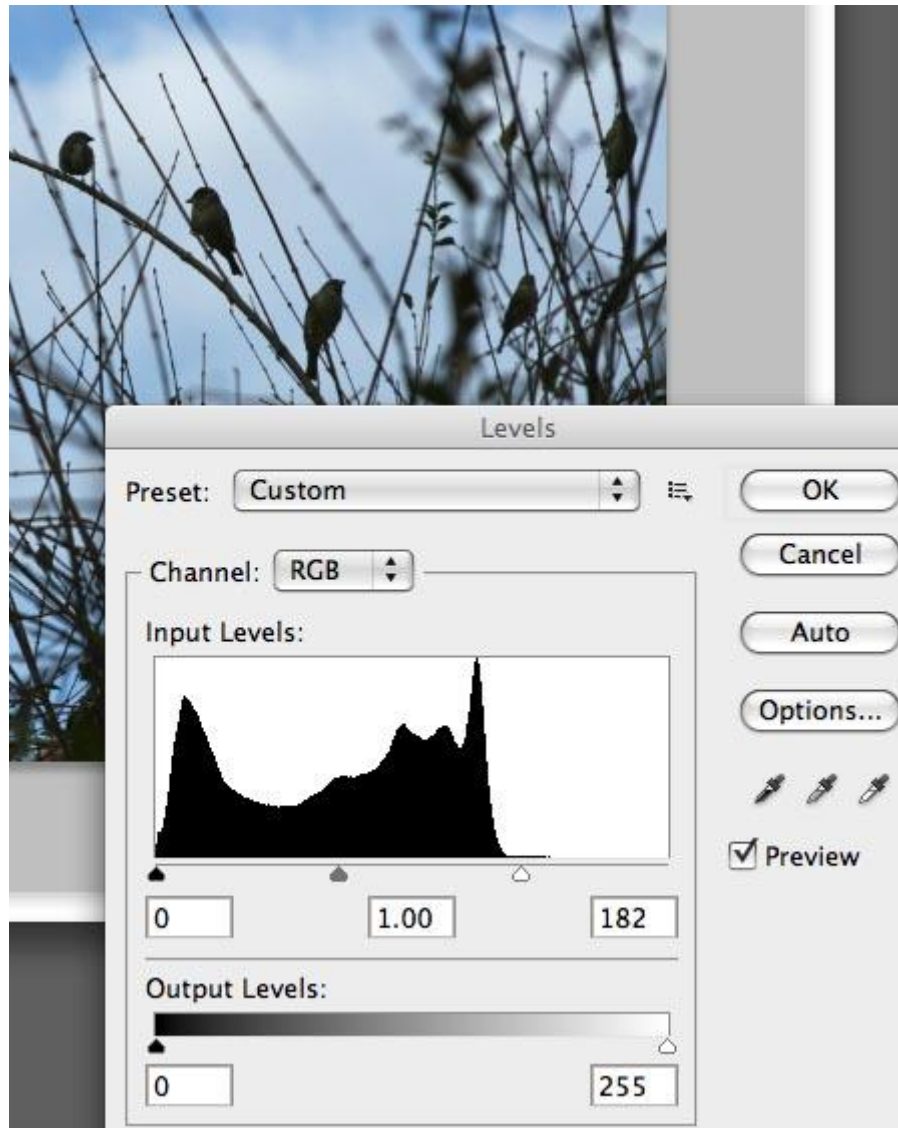 Levels
Preset: Custom
OK
Cancel
Channel: RGB
Input Levels:
Auto
Options...
Preview
0 1.00 182
Output Levels:
0 255